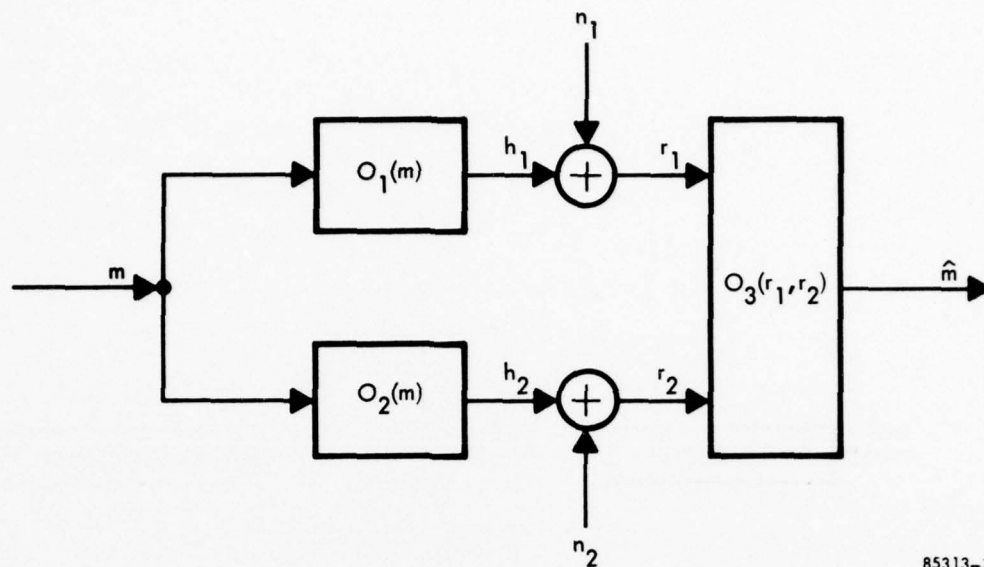 n₁
O₁(m)
h₁
r₁
m
O₃(r₁,r₂)
m̂
O₂(m)
h₂
r₂
n₂